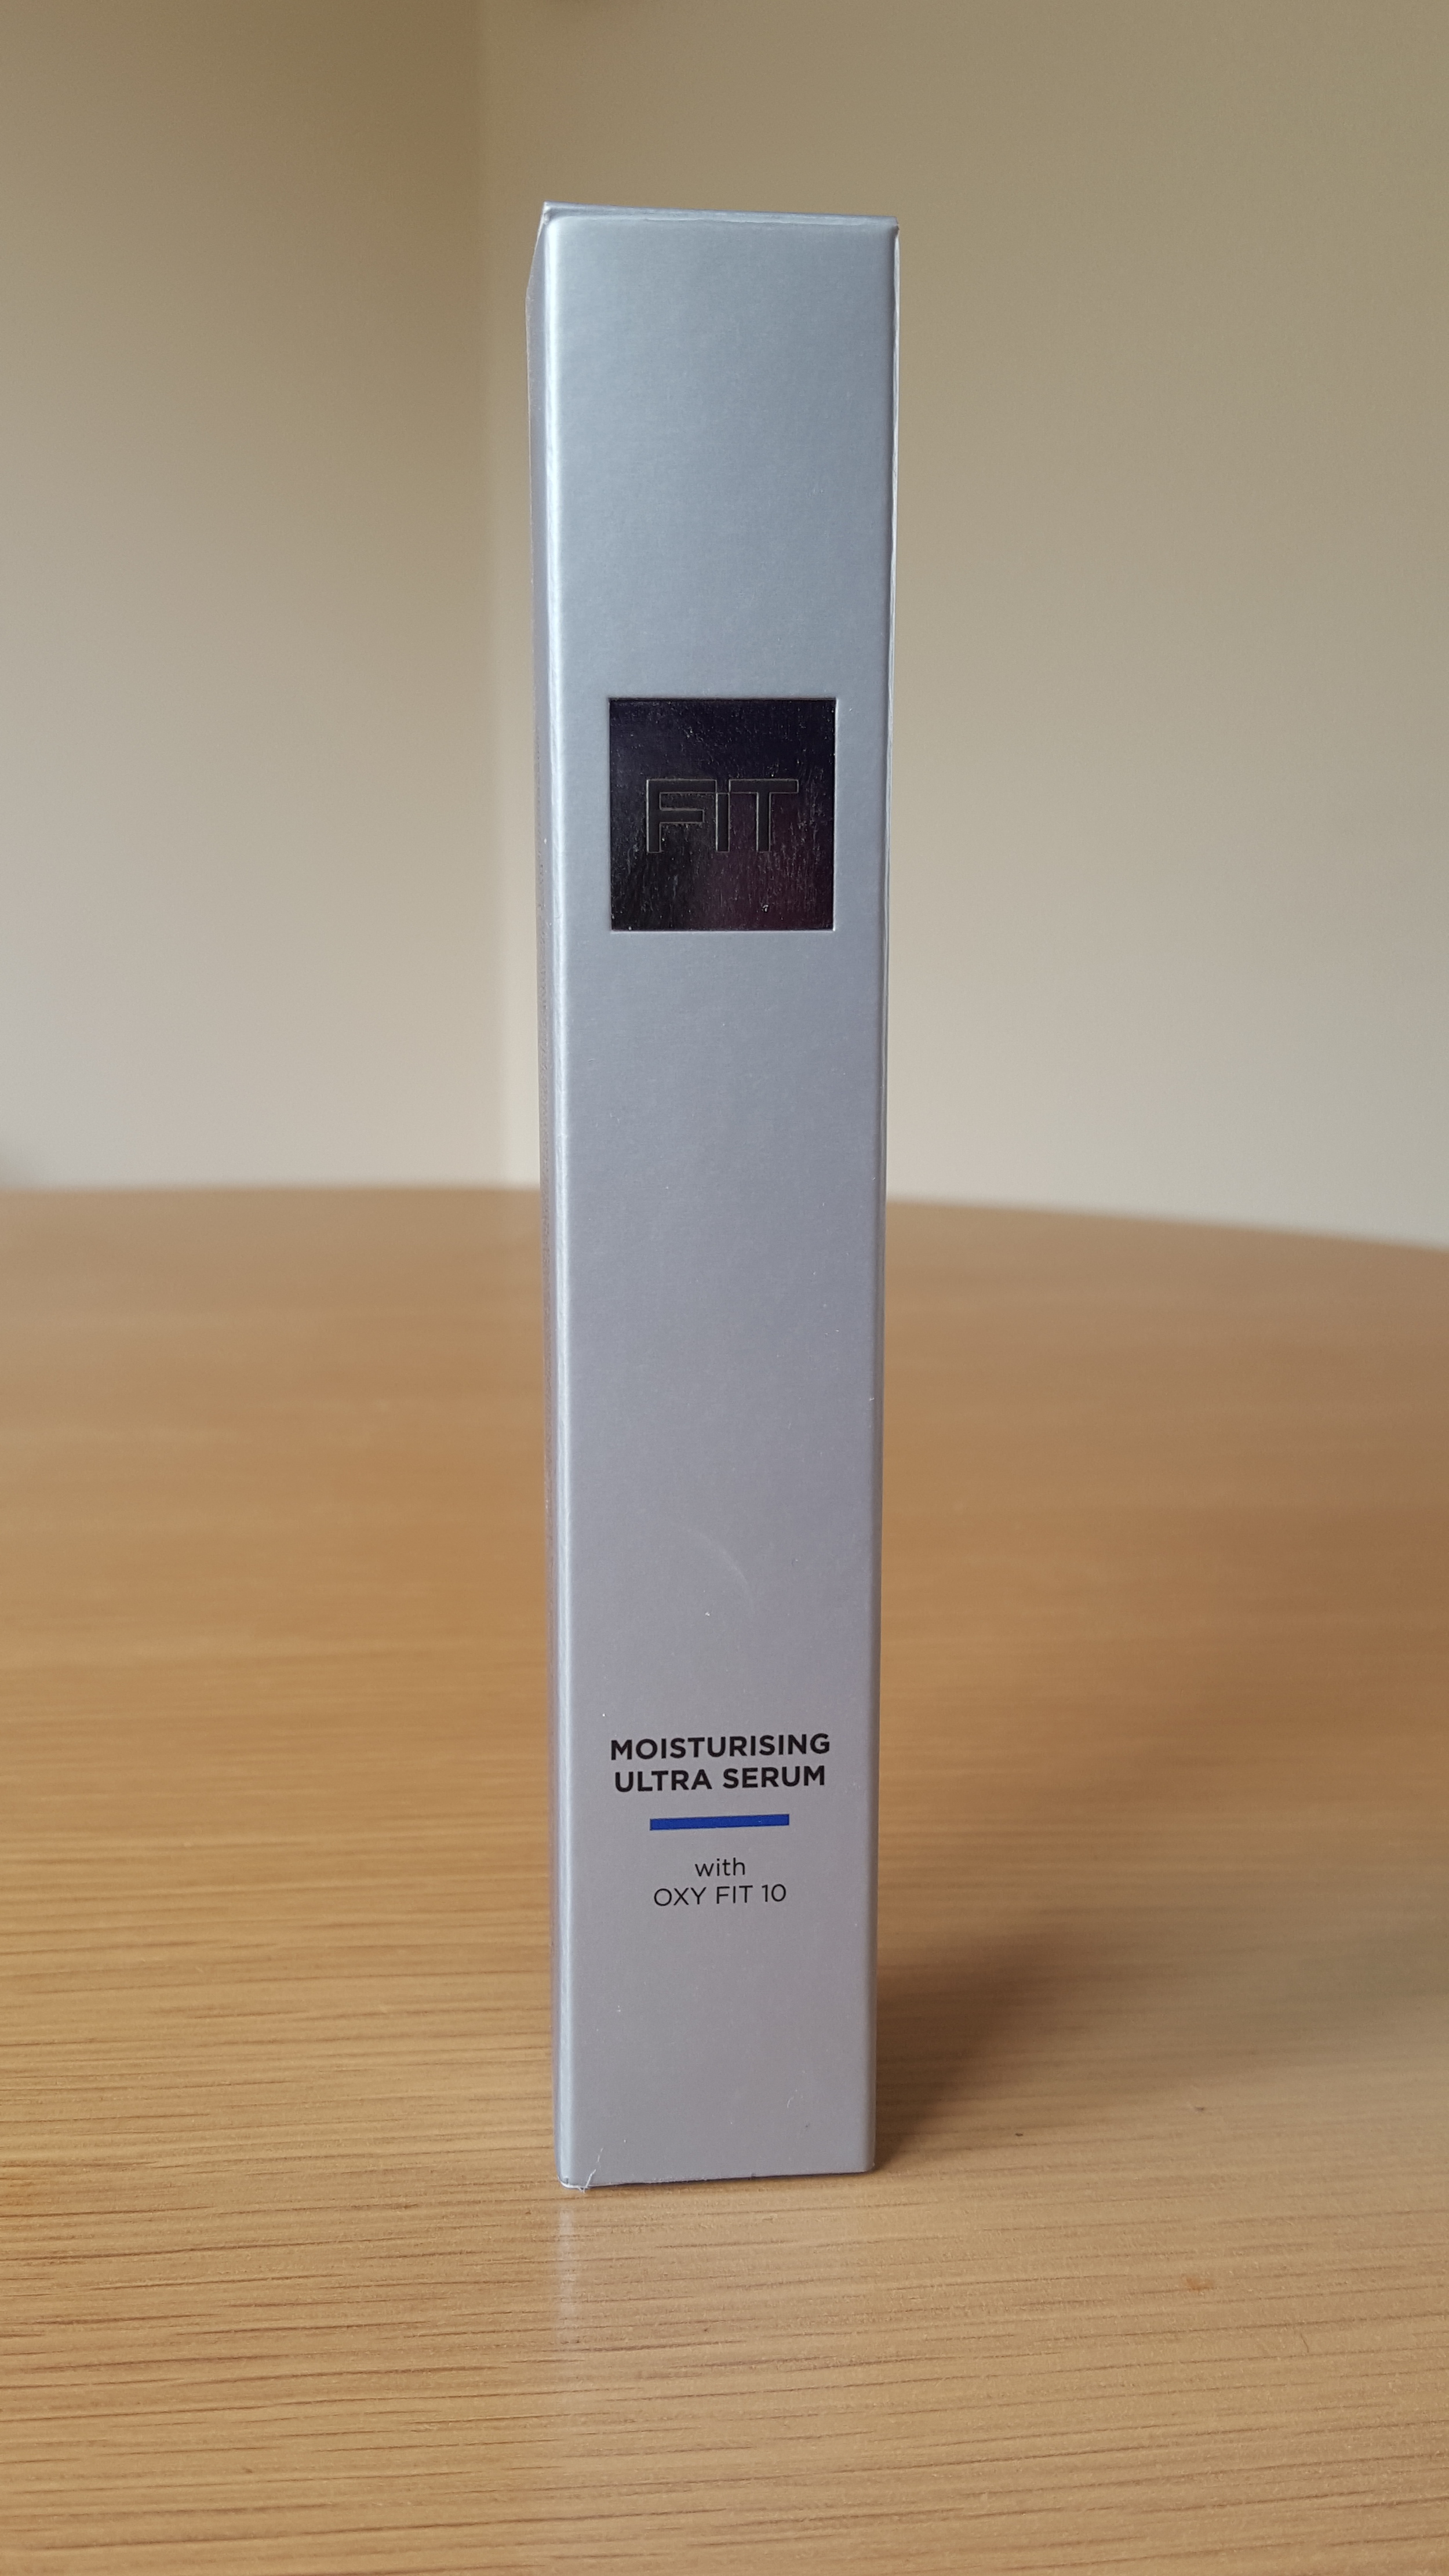 FIT
MOISTURISING
ULTRA SERUM
with
OXY FIT 10